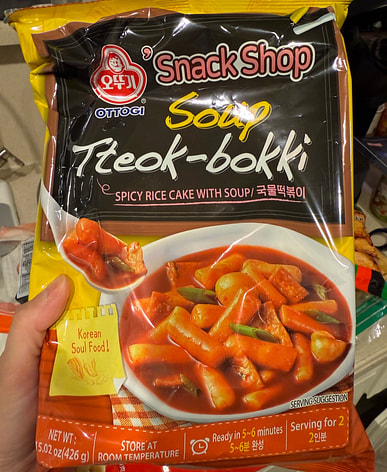 'Snack Shop
오뚜기
OTTOGI
Soup
Tteok-bokki
SPICY RICE CAKE WITH SOUP/ 국물떡볶이
Korean
Soul Food!
SERVING SUGGESTION
NET WT :
15.02oz (426 g)
STORE AT
ROOM TEMPERATURE
Ready in 5~6 minutes
5~6분 완성
Serving for 2
2인분